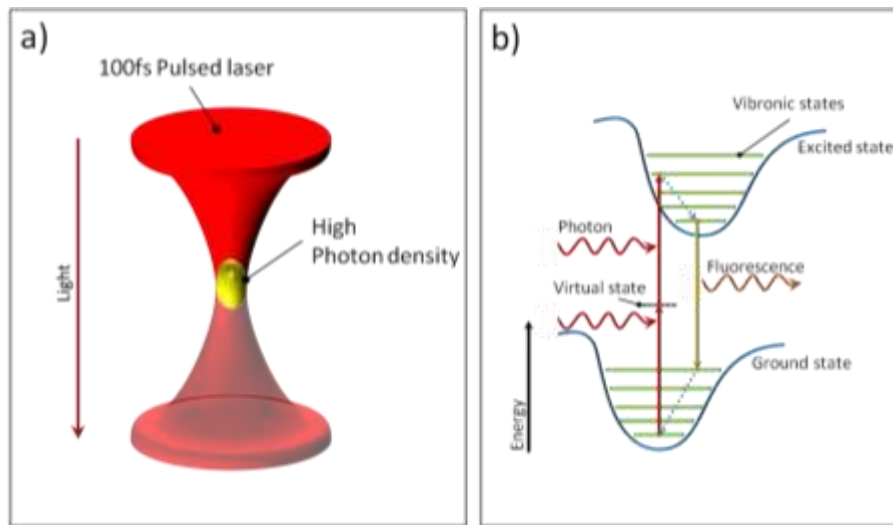 a)
100fs Pulsed laser
High
Photon density
Light
b)
Vibronic states
Excited state
Photon
Fluorescence
Virtual state
Ground state
Energy